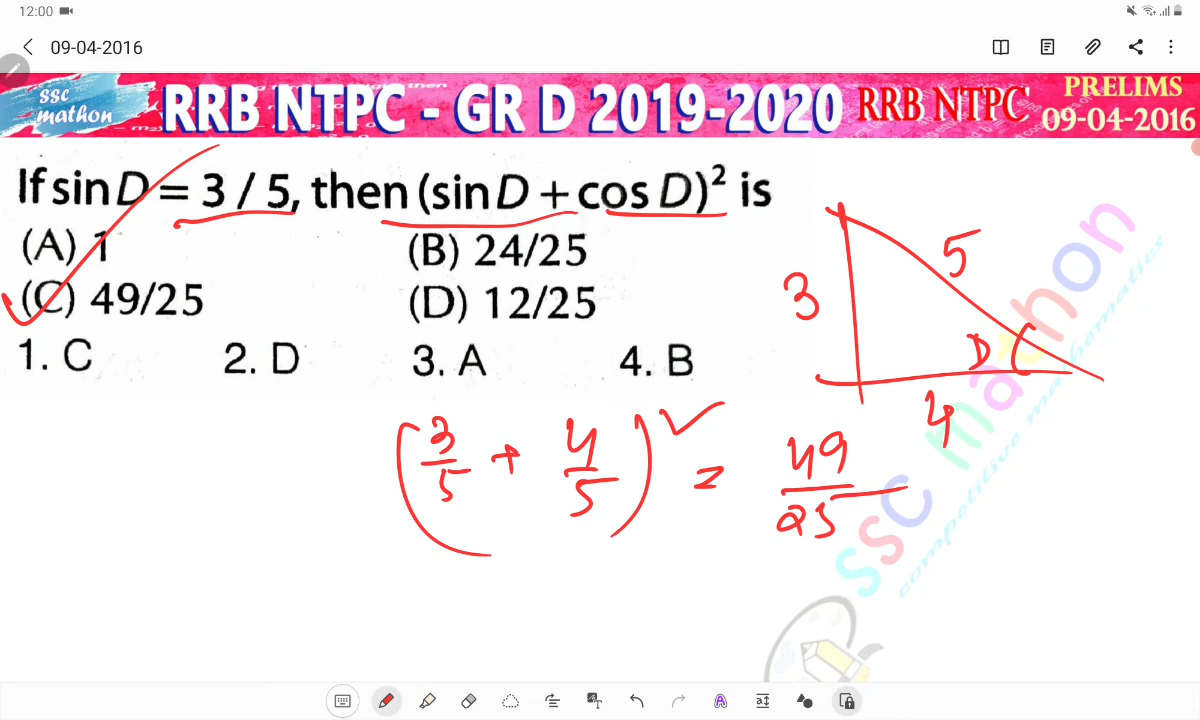 12:00
09-04-2016
ssc mathon
RRB NTPC - GR D 2019-2020
RRB NTPC
PRELIMS
09-04-2016
If sin D = 3 / 5, then (sin D + cos D)² is
(A) 1 (B) 24/25
(C) 49/25 (D) 12/25
1. C 2. D 3. A 4. B
3 5 D 4
(3/5 + 4/5)² = 49/25
ssc mathon
competitive mathematics